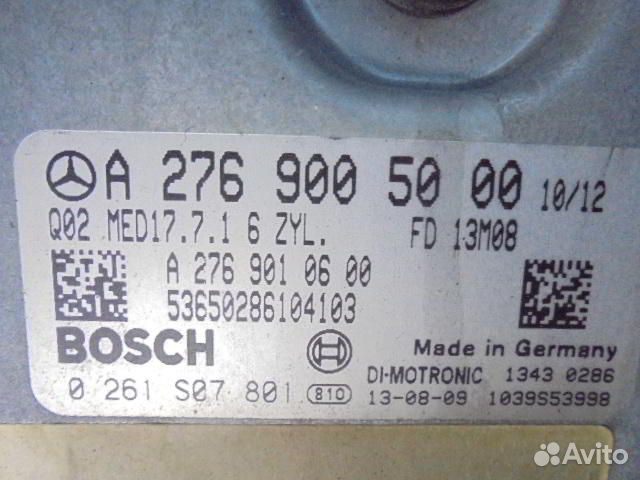 A 276 900 50 00 10/12
Q02 MED17.7.1 6 ZYL. FD 13M08
A 276 901 06 00
53650286104103
BOSCH Made in Germany
DI-MOTRONIC 1343 0286
0 261 S07 801 810 13-08-09 1039S53998
Avito